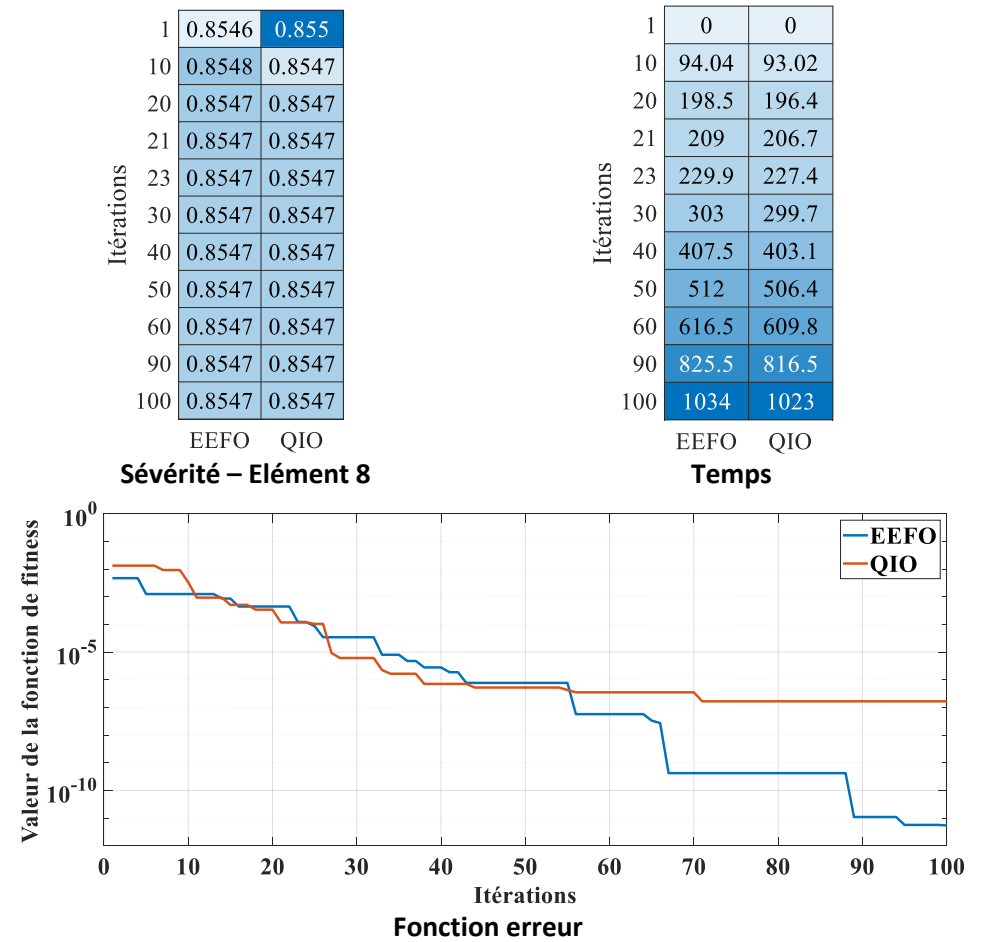 1 0.8546 0.855
10 0.8548 0.8547
20 0.8547 0.8547
21 0.8547 0.8547
23 0.8547 0.8547
30 0.8547 0.8547
40 0.8547 0.8547
50 0.8547 0.8547
60 0.8547 0.8547
90 0.8547 0.8547
100 0.8547 0.8547
Itérations
EEFO QIO
Sévérité – Elément 8
1 0 0
10 94.04 93.02
20 198.5 196.4
21 209 206.7
23 229.9 227.4
30 303 299.7
40 407.5 403.1
50 512 506.4
60 616.5 609.8
90 825.5 816.5
100 1034 1023
Itérations
EEFO QIO
Temps
Valeur de la fonction de fitness
10^0
10^-5
10^-10
EEFO
QIO
0 10 20 30 40 50 60 70 80 90 100
Itérations
Fonction erreur